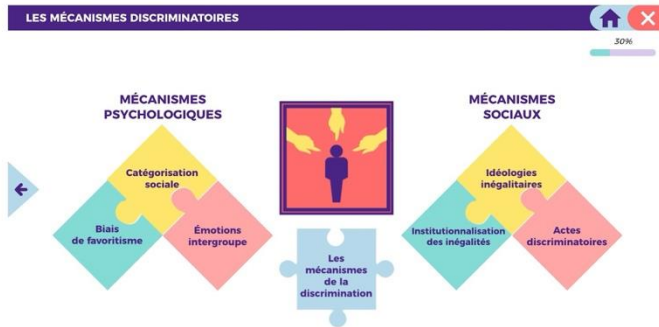 LES MÉCANISMES DISCRIMINATOIRES
30%
MÉCANISMES
PSYCHOLOGIQUES
Catégorisation
sociale
Biais
de favoritisme
Émotions
intergroupe
Les
mécanismes
de la
discrimination
MÉCANISMES
SOCIAUX
Idéologies
inégalitaires
Institutionnalisation
des inégalités
Actes
discriminatoires